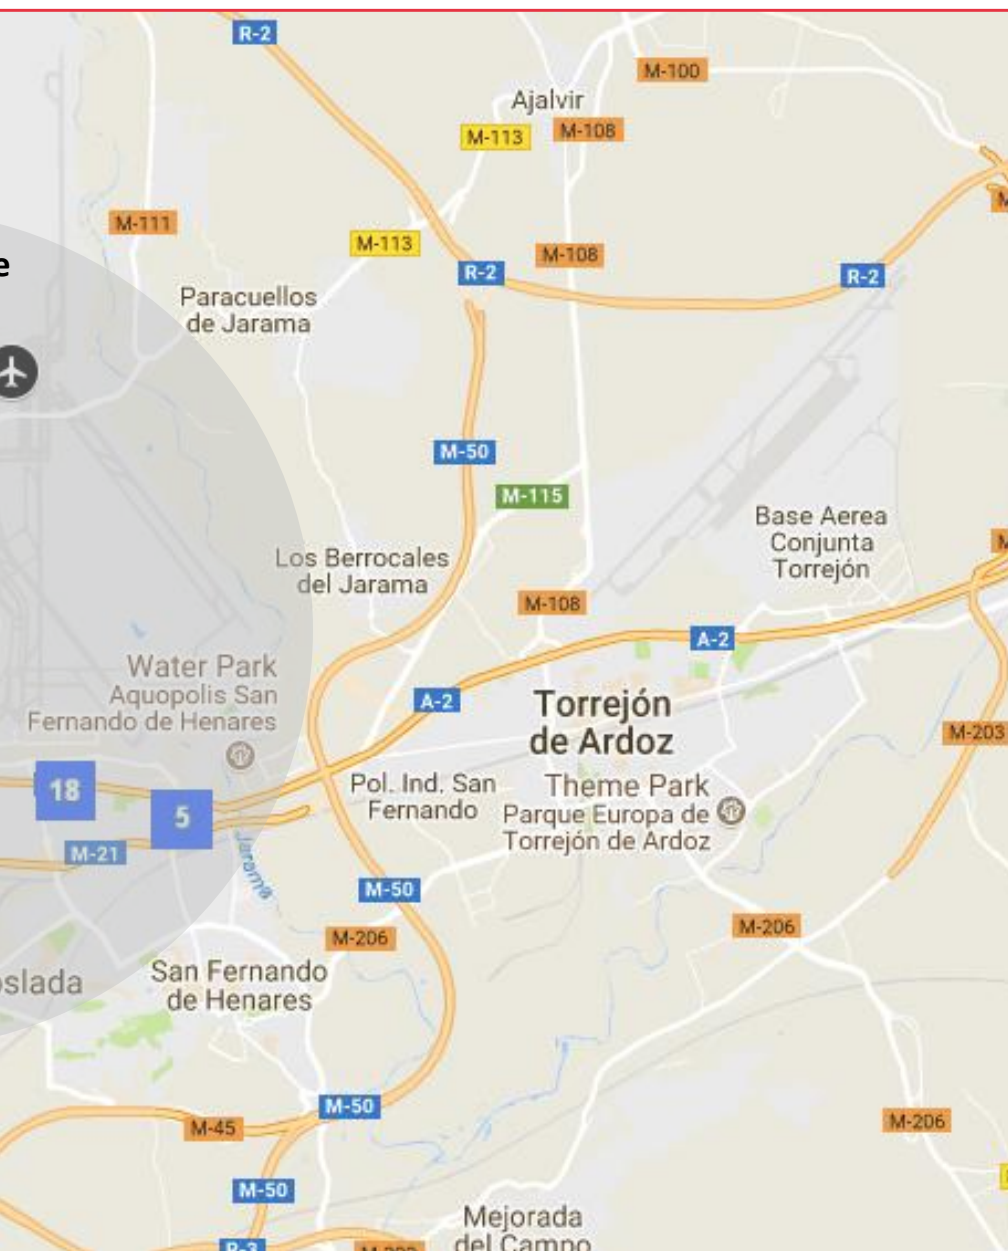 R-2
M-100
Ajalvir
M-113
M-108
M-111
M-113
M-108
e
R-2
R-2
Paracuellos
de Jarama
M-50
M-115
Base Aerea
Conjunta
Torrejón
Los Berrocales
del Jarama
M-108
A-2
Water Park
Aquopolis San
Fernando de Henares
A-2
Torrejón
de Ardoz
M-203
18
5
Pol. Ind. San
Fernando
Theme Park
Parque Europa de
Torrejón de Ardoz
M-21
Jarama
M-50
M-206
M-206
oslada
San Fernando
de Henares
M-50
M-45
M-206
M-50
Mejorada
del Campo
R-3